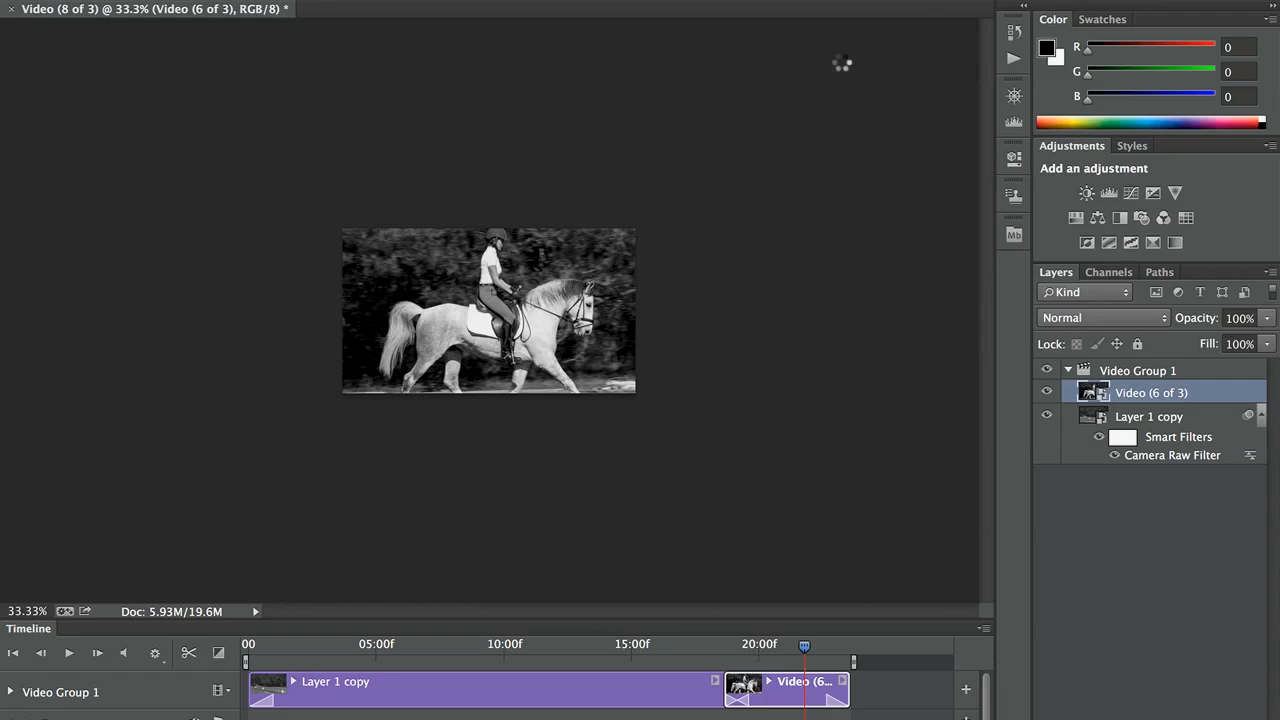 Video (8 of 3) @ 33.3% (Video (6 of 3), RGB/8) *
Color Swatches
R 0
G 0
B 0
Adjustments Styles
Add an adjustment
Mb
Layers Channels Paths
Kind
Normal Opacity: 100%
Lock: Fill: 100%
Video Group 1
Video (6 of 3)
Layer 1 copy
Smart Filters
Camera Raw Filter
33.33% Doc: 5.93M/19.6M
Timeline
00 05:00f 10:00f 15:00f 20:00f
Layer 1 copy Video (6...
Video Group 1